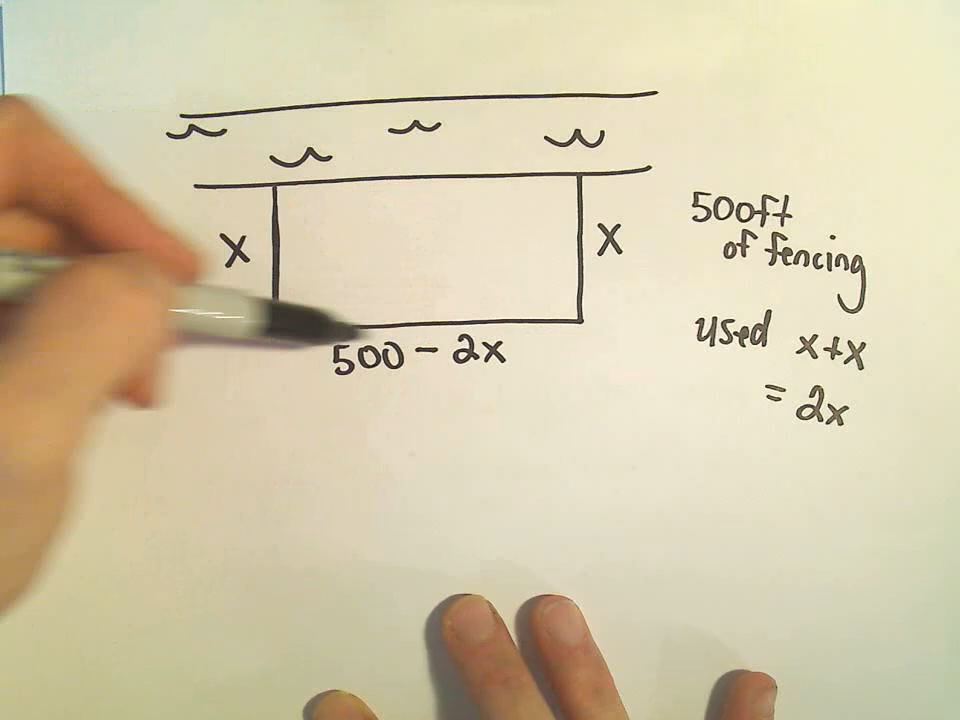 X
X
500 - 2x
500ft
of fencing
used x+x
= 2x